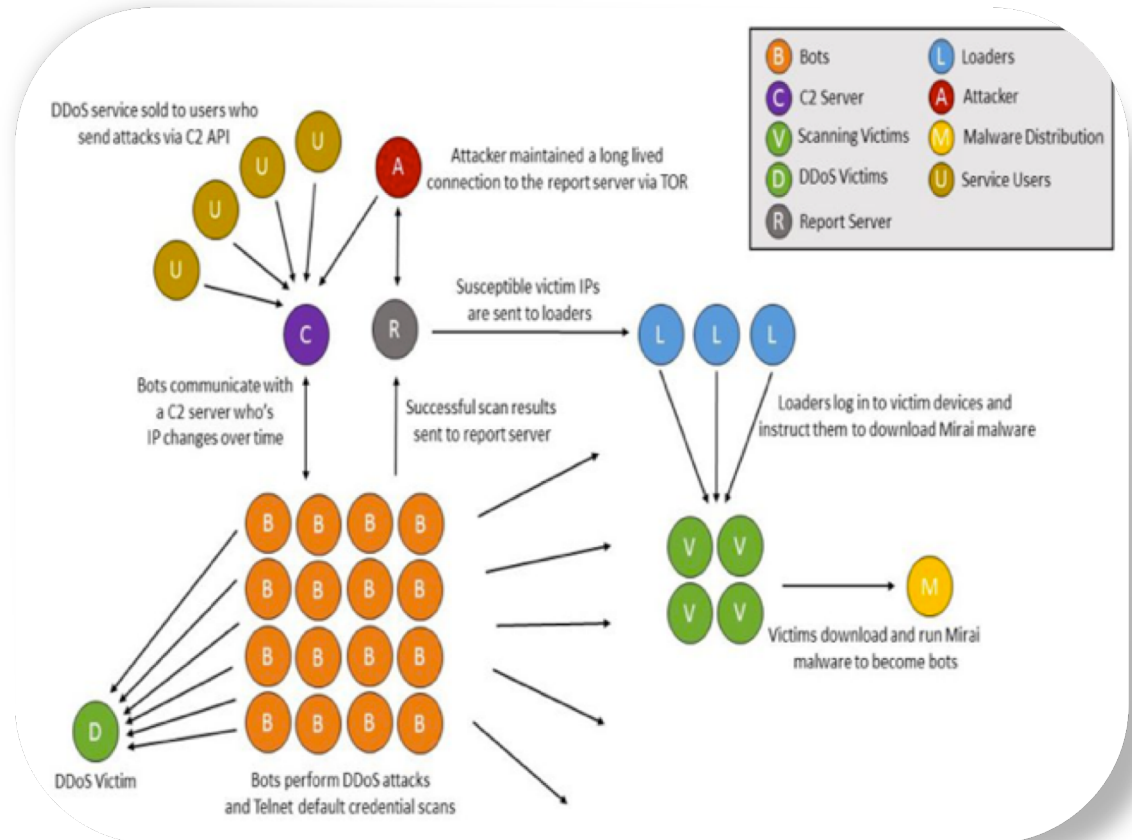 B Bots
L Loaders
C C2 Server
A Attacker
V Scanning Victims
M Malware Distribution
D DDoS Victims
U Service Users
R Report Server
DDoS service sold to users who
send attacks via C2 API
U
U
U
U
A
Attacker maintained a long lived
connection to the report server via TOR
C
R
Susceptible victim IPs
are sent to loaders
L L L
Bots communicate with
a C2 server who's
IP changes over time
Successful scan results
sent to report server
Loaders log in to victim devices and
instruct them to download Mirai malware
B B B B
B B B B
B B B B
B B B B
V V
V V
M
Victims download and run Mirai
malware to become bots
D
DDoS Victim
Bots perform DDoS attacks
and Telnet default credential scans